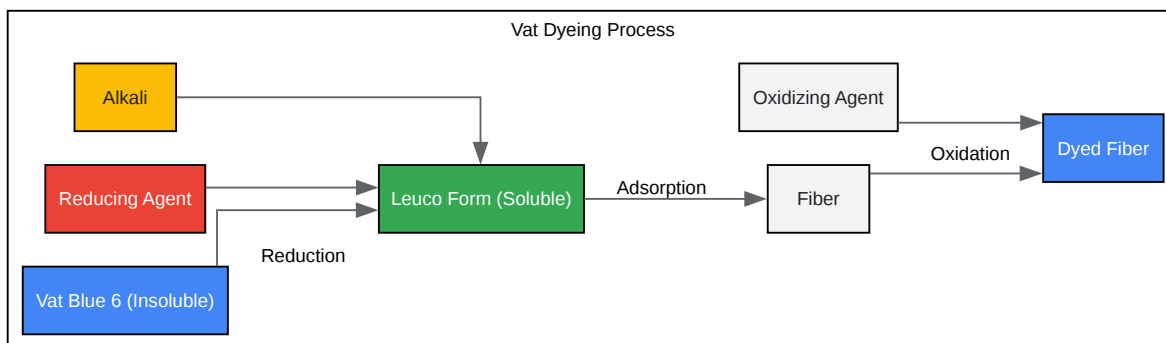 Vat Dyeing Process
Alkali
Oxidizing Agent
Oxidation
Dyed Fiber
Reducing Agent
Leuco Form (Soluble)
Adsorption
Fiber
Reduction
Vat Blue 6 (Insoluble)